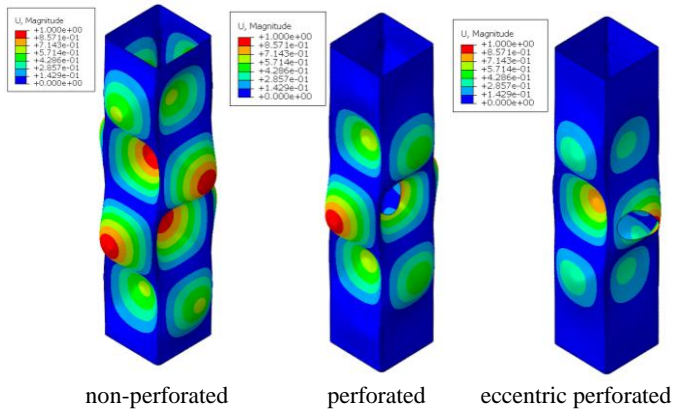 U, Magnitude
+1.000e+00
+8.571e-01
+7.143e-01
+5.714e-01
+4.286e-01
+2.857e-01
+1.429e-01
+0.000e+00
U, Magnitude
+1.000e+00
+8.571e-01
+7.143e-01
+5.714e-01
+4.286e-01
+2.857e-01
+1.429e-01
+0.000e+00
U, Magnitude
+1.000e+00
+8.571e-01
+7.143e-01
+5.714e-01
+4.286e-01
+2.857e-01
+1.429e-01
+0.000e+00
non-perforated
perforated
eccentric perforated